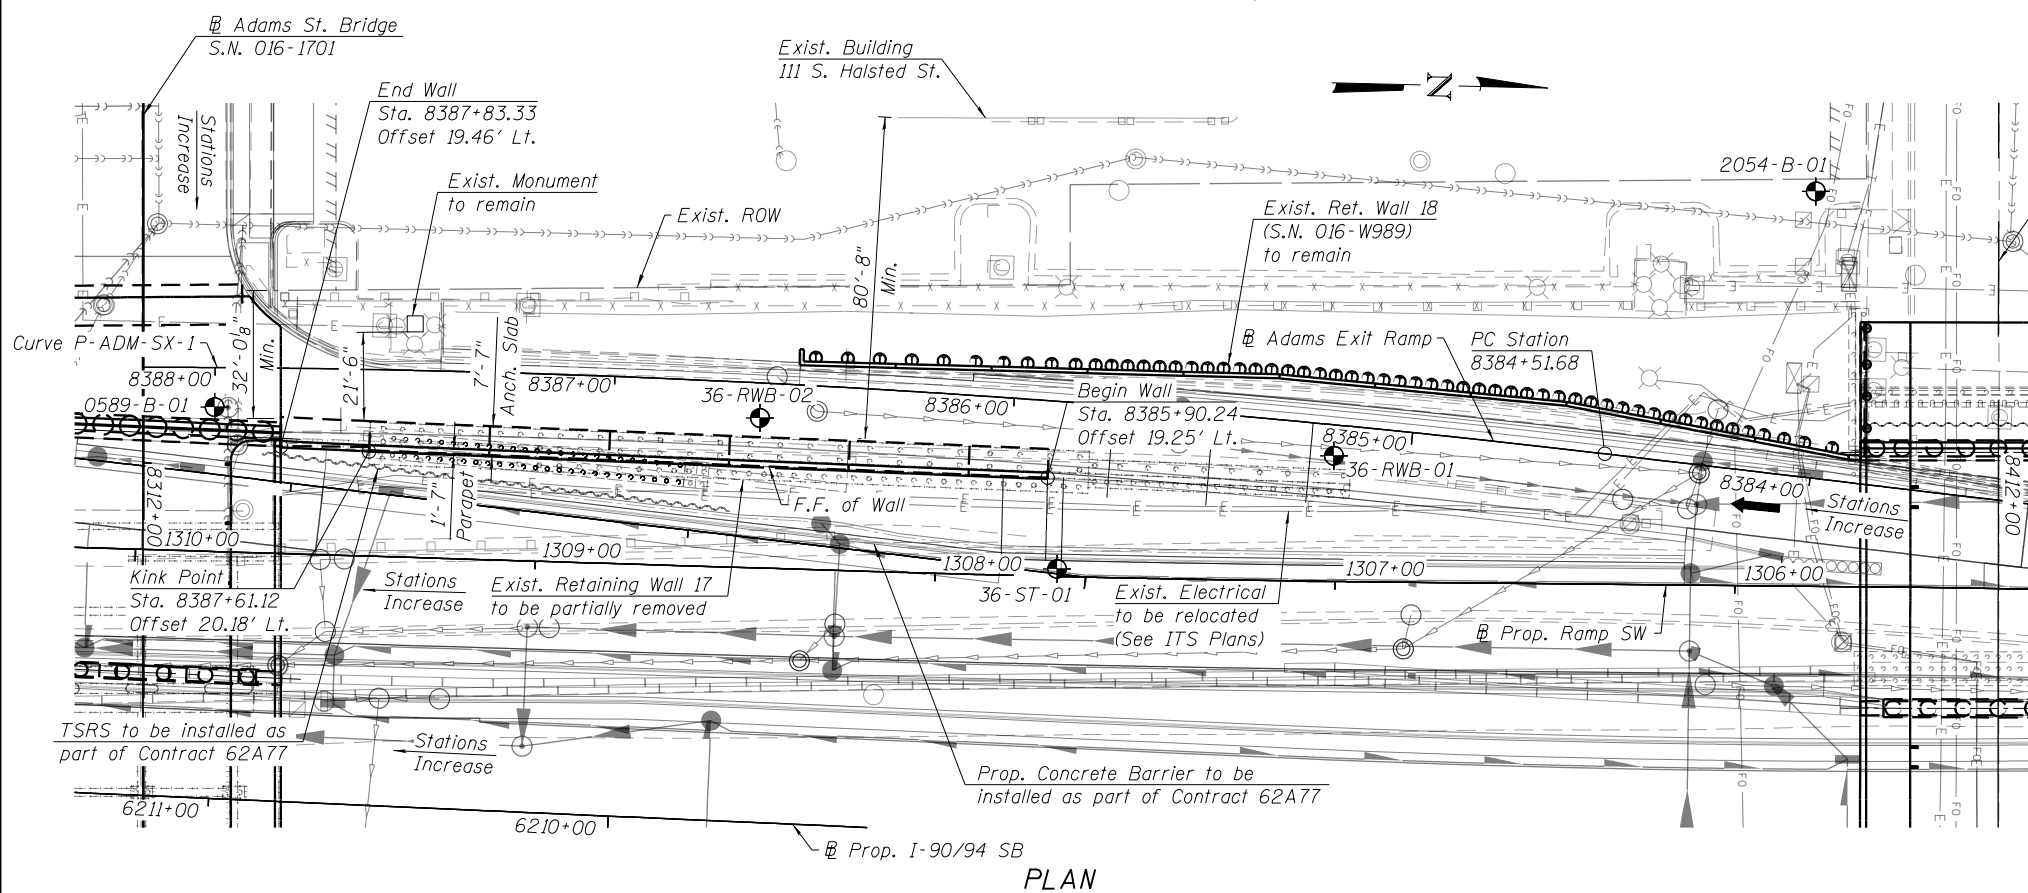 ℄ Adams St. Bridge
S.N. 016-1701
Exist. Building
111 S. Halsted St.
N
End Wall
Sta. 8387+83.33
Offset 19.46' Lt.
Stations
Increase
Exist. Monument
to remain
Exist. ROW
80'-8"
Min.
Exist. Ret. Wall 18
(S.N. 016-W989)
to remain
2054-B-01
Curve P-ADM-SX-1
32'-0⅛"
Min.
21'-6"
7'-7"
Anch. Slab
℄ Adams Exit Ramp
PC Station
8384+51.68
8388+00
8387+00
8386+00
8385+00
8384+00
0589-B-01
36-RWB-02
Begin Wall
Sta. 8385+90.24
Offset 19.25' Lt.
36-RWB-01
Stations
Increase
8412+00
8312+00
1'-7"
Parapet
F.F. of Wall
1310+00
1309+00
1308+00
1307+00
1306+00
Kink Point
Sta. 8387+61.12
Offset 20.18' Lt.
Stations
Increase
Exist. Retaining Wall 17
to be partially removed
36-ST-01
Exist. Electrical
to be relocated
(See ITS Plans)
℄ Prop. Ramp SW
TSRS to be installed as
part of Contract 62A77
Stations
Increase
Prop. Concrete Barrier to be
installed as part of Contract 62A77
6211+00
6210+00
℄ Prop. I-90/94 SB
PLAN